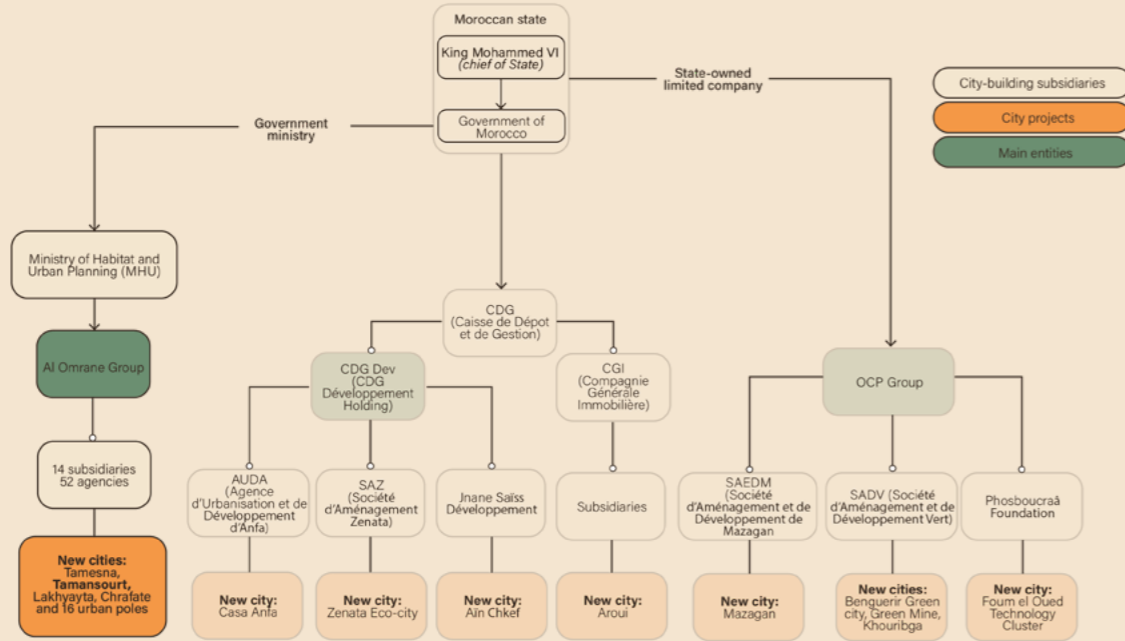 Moroccan state
King Mohammed VI
(chief of State)
Government of
Morocco
Government
ministry
State-owned
limited company
City-building subsidiaries
City projects
Main entities
Ministry of Habitat and
Urban Planning (MHU)
Al Omrane Group
14 subsidiaries
52 agencies
New cities:
Tamesna,
Tamansourt,
Lakhyayta, Chrafate
and 16 urban poles
CDG
(Caisse de Dépot
et de Gestion)
CDG Dev
(CDG
Développement
Holding)
CGI
(Compagnie
Générale
Immobilière)
OCP Group
AUDA
(Agence
d'Urbanisation et de
Développement
d'Anfa)
SAZ
(Société
d'Aménagement
Zenata)
Jnane Saïss
Développement
Subsidiaries
SAEDM
(Société
d'Aménagement et de
Développement de
Mazagan
SADV (Société
d'Aménagement et de
Développement Vert)
Phosboucraâ
Foundation
New city:
Casa Anfa
New city:
Zenata Eco-city
New city:
Aïn Chkef
New city:
Aroui
New city:
Mazagan
New cities:
Benguerir Green
city, Green Mine,
Khouribga
New city:
Foum el Oued
Technology
Cluster